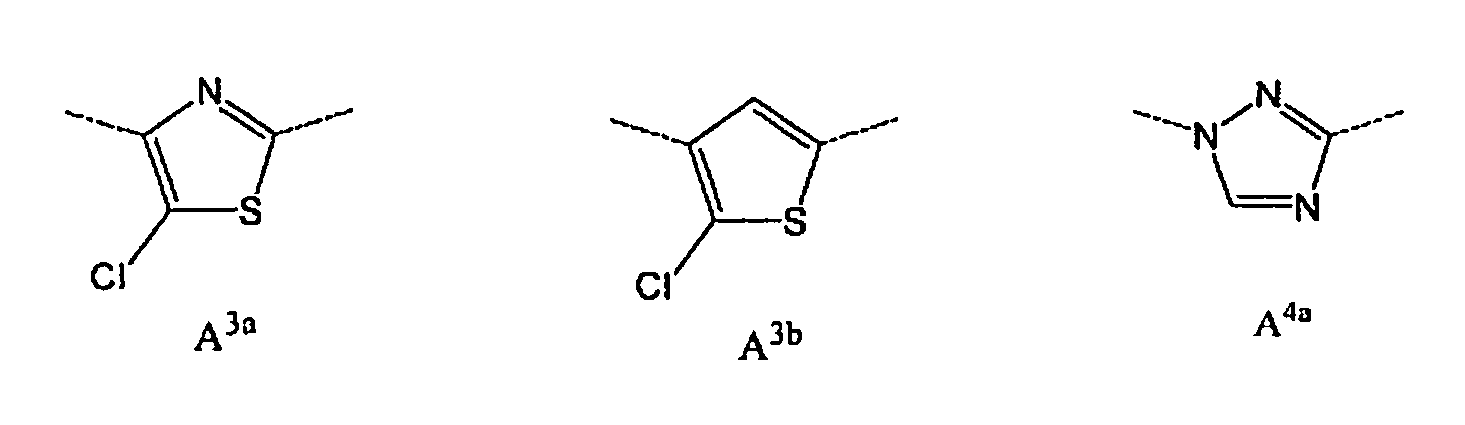 N N
N
S S N
Cl Cl
A3a A3b A4a